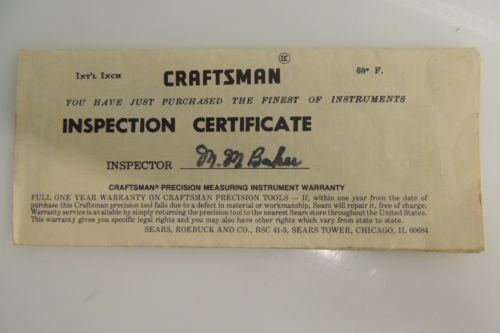 INT'L INCH CRAFTSMAN® 68° F.
YOU HAVE JUST PURCHASED THE FINEST OF INSTRUMENTS
INSPECTION CERTIFICATE
INSPECTOR M. M Baker
CRAFTSMAN® PRECISION MEASURING INSTRUMENT WARRANTY
FULL ONE YEAR WARRANTY ON CRAFTSMAN PRECISION TOOLS — If, within one year from the date of
purchase this Craftsman precision tool fails due to a defect in material or workmanship, Sears will repair it, free of charge.
Warranty service is available by simply returning the precision tool to the nearest Sears store throughout the United States.
This warranty gives you specific legal rights and you may also have other rights which may vary from state to state.
SEARS, ROEBUCK AND CO., BSC 41-3, SEARS TOWER, CHICAGO, IL 60684